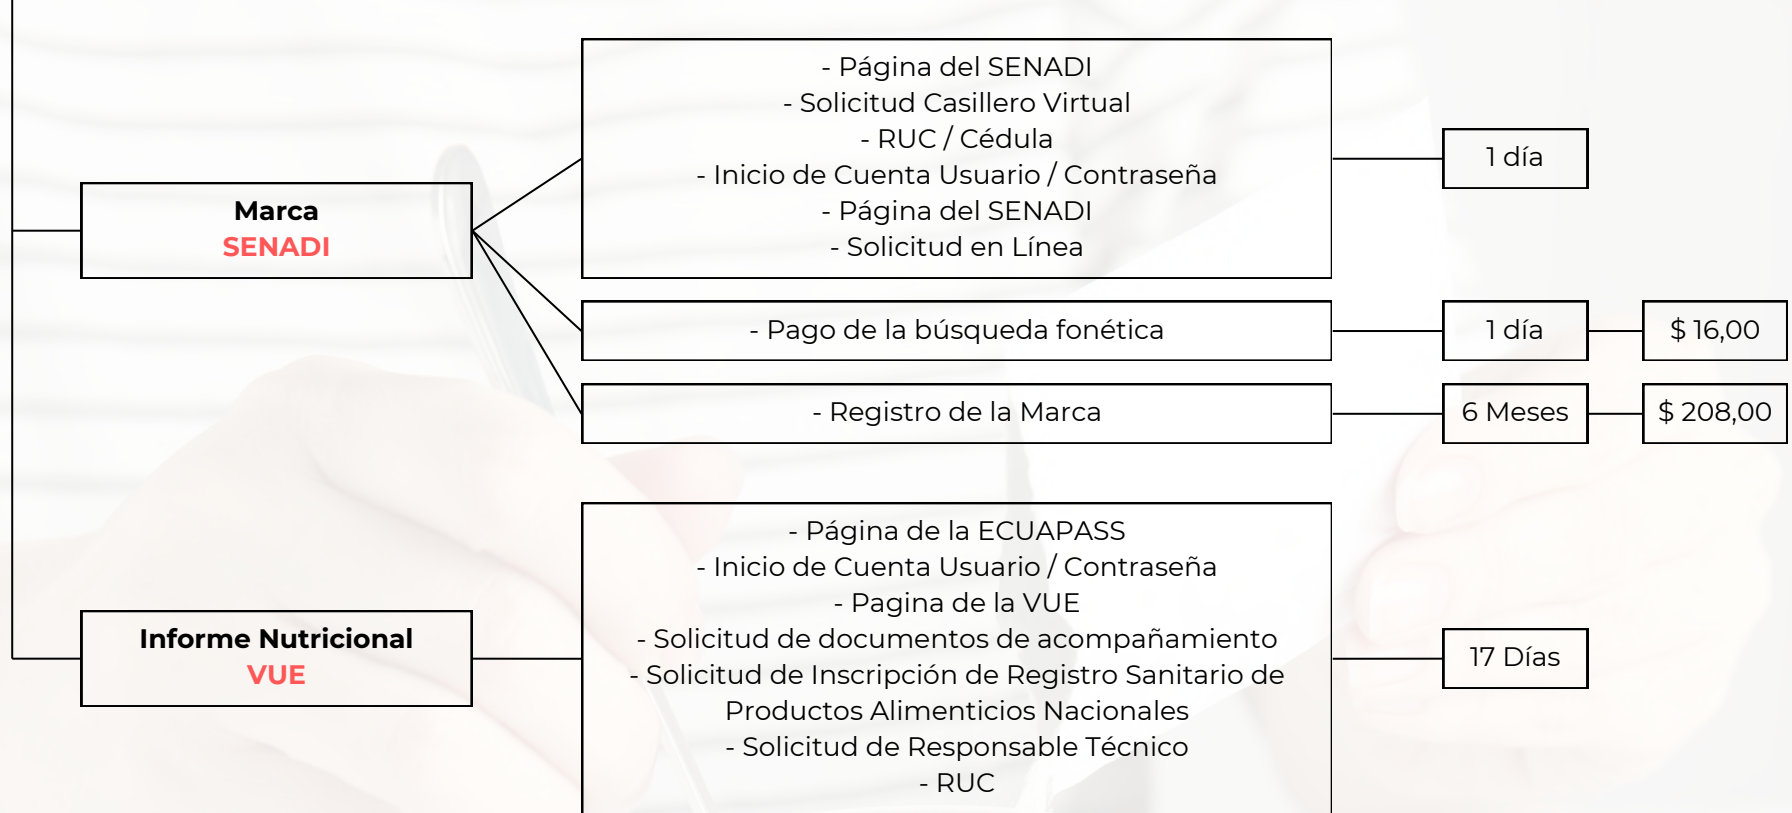 - Página del SENADI
- Solicitud Casillero Virtual
- RUC / Cédula
- Inicio de Cuenta Usuario / Contraseña
- Página del SENADI
- Solicitud en Línea
1 día
Marca
SENADI
- Pago de la búsqueda fonética
1 día
$ 16,00
- Registro de la Marca
6 Meses
$ 208,00
- Página de la ECUAPASS
- Inicio de Cuenta Usuario / Contraseña
- Pagina de la VUE
- Solicitud de documentos de acompañamiento
- Solicitud de Inscripción de Registro Sanitario de
Productos Alimenticios Nacionales
- Solicitud de Responsable Técnico
- RUC
Informe Nutricional
VUE
17 Días